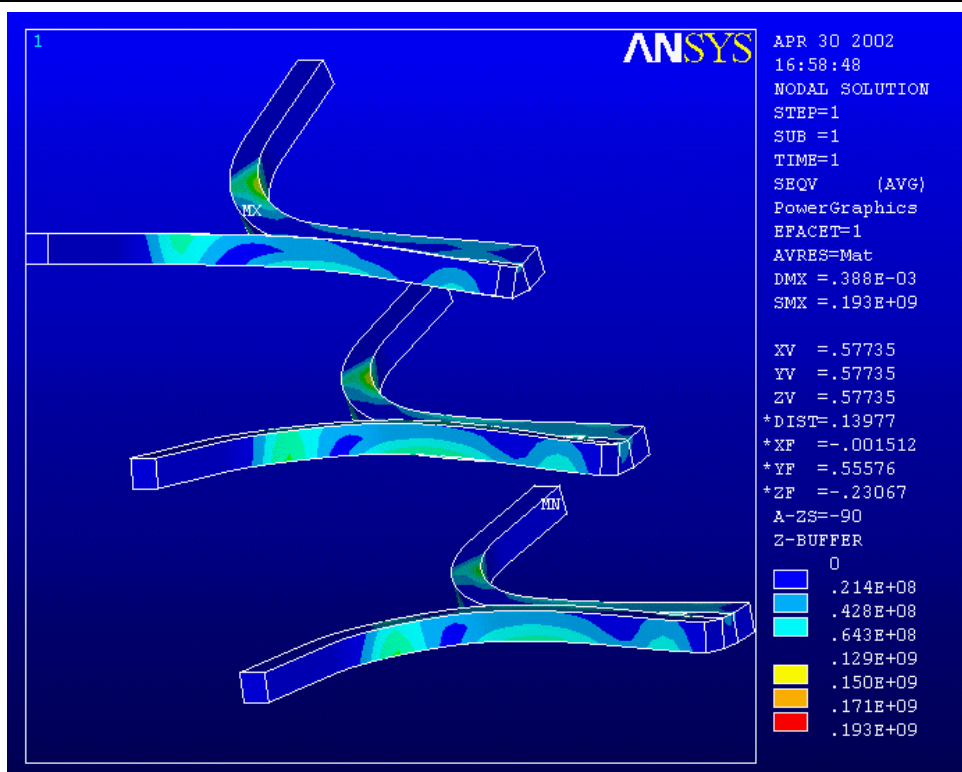 1
ANSYS
MX
MN
APR 30 2002
16:58:48
NODAL SOLUTION
STEP=1
SUB =1
TIME=1
SEQV (AVG)
PowerGraphics
EFACET=1
AVRES=Mat
DMX =.388E-03
SMX =.193E+09
XV =.57735
YV =.57735
ZV =.57735
*DIST=.13977
*XF =-.001512
*YF =.55576
*ZF =-.23067
A-ZS=-90
Z-BUFFER
0
.214E+08
.428E+08
.643E+08
.129E+09
.150E+09
.171E+09
.193E+09